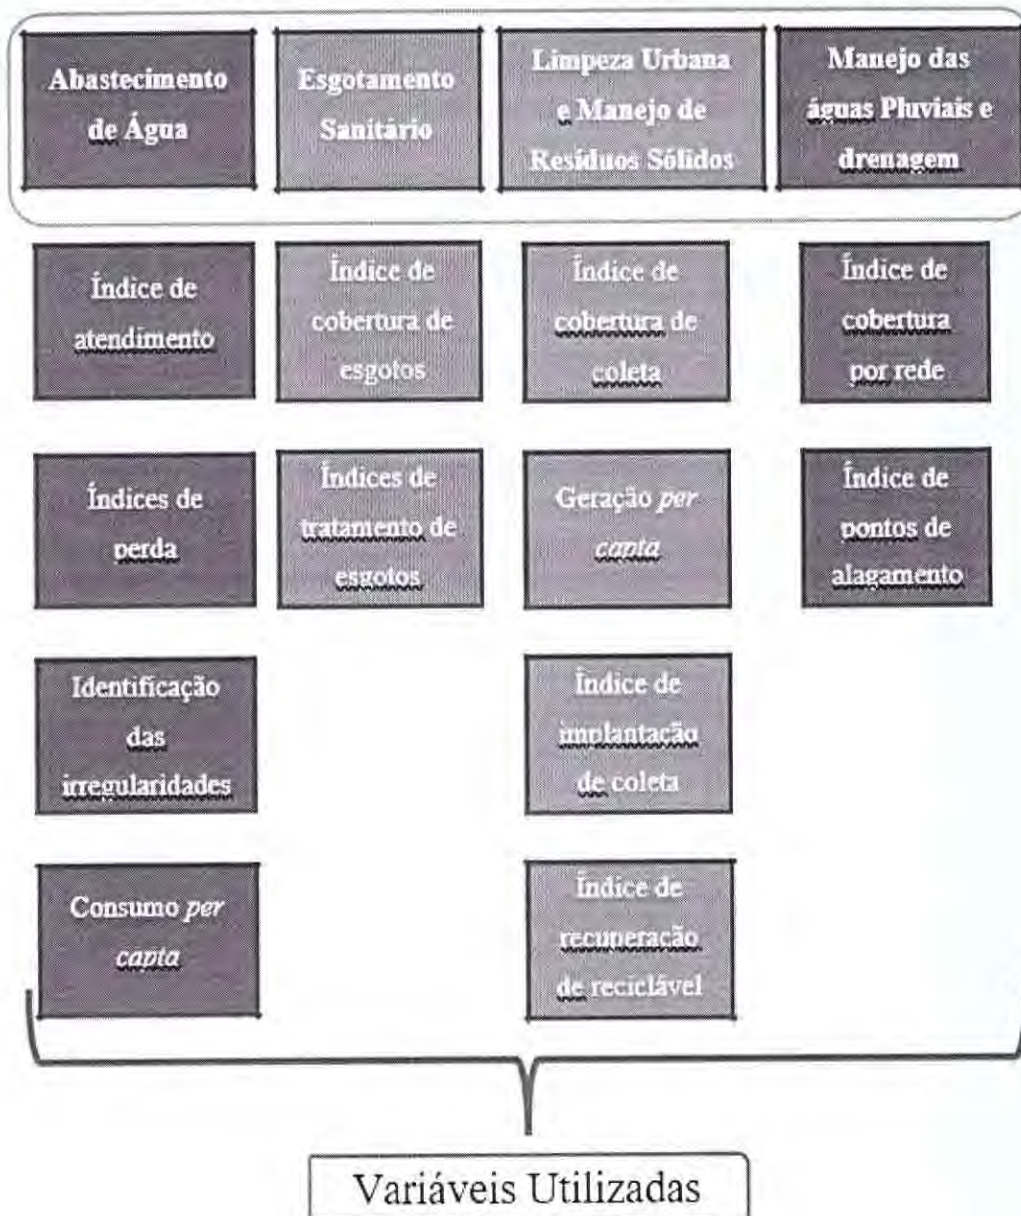 Abastecimento
de Água
Esgotamento
Sanitário
Limpeza Urbana
e Manejo de
Resíduos Sólidos
Manejo das
águas Pluviais e
drenagem
Índice de
atendimento
Índice de
cobertura de
esgotos
Índice de
cobertura de
coleta
Índice de
cobertura
por rede
Índices de
perda
Índices de
tratamento de
esgotos
Geração per
capta
Índice de
pontos de
alagamento
Identificação
das
irregularidades
Índice de
implantação
de coleta
Consumo per
capta
Índice de
recuperação
de reciclável
Variáveis Utilizadas